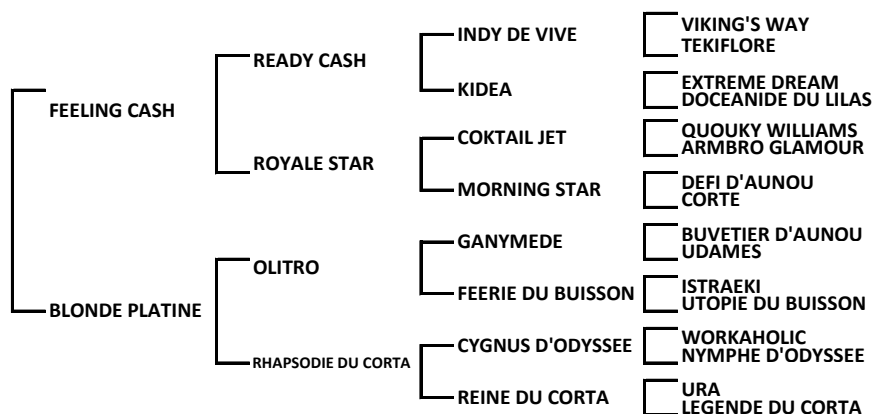 VIKING'S WAY
INDY DE VIVE
TEKIFLORE
READY CASH
EXTREME DREAM
KIDEA
DOCEANIDE DU LILAS
FEELING CASH
QUOUKY WILLIAMS
COKTAIL JET
ARMBRO GLAMOUR
ROYALE STAR
DEFI D'AUNOU
MORNING STAR
CORTE
BUVETIER D'AUNOU
GANYMEDE
UDAMES
OLITRO
ISTRAEKI
FEERIE DU BUISSON
UTOPIE DU BUISSON
BLONDE PLATINE
WORKAHOLIC
CYGNUS D'ODYSSEE
NYMPHE D'ODYSSEE
RHAPSODIE DU CORTA
URA
REINE DU CORTA
LEGENDE DU CORTA